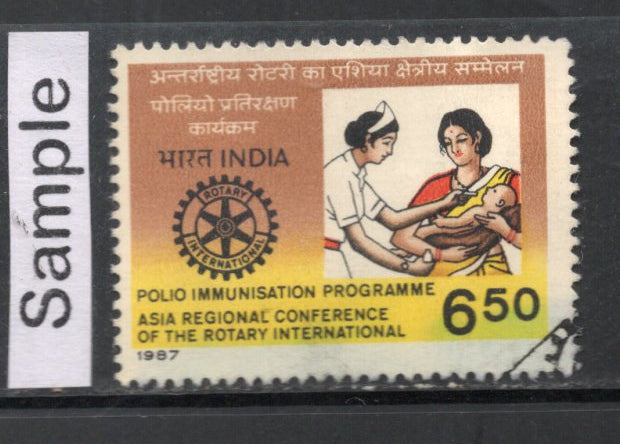 Sample
अन्तर्राष्ट्रीय रोटरी का एशिया क्षेत्रीय सम्मेलन
पोलियो प्रतिरक्षण
कार्यक्रम
भारत INDIA
ROTARY
INTERNATIONAL
POLIO IMMUNISATION PROGRAMME
ASIA REGIONAL CONFERENCE
OF THE ROTARY INTERNATIONAL
650
1987